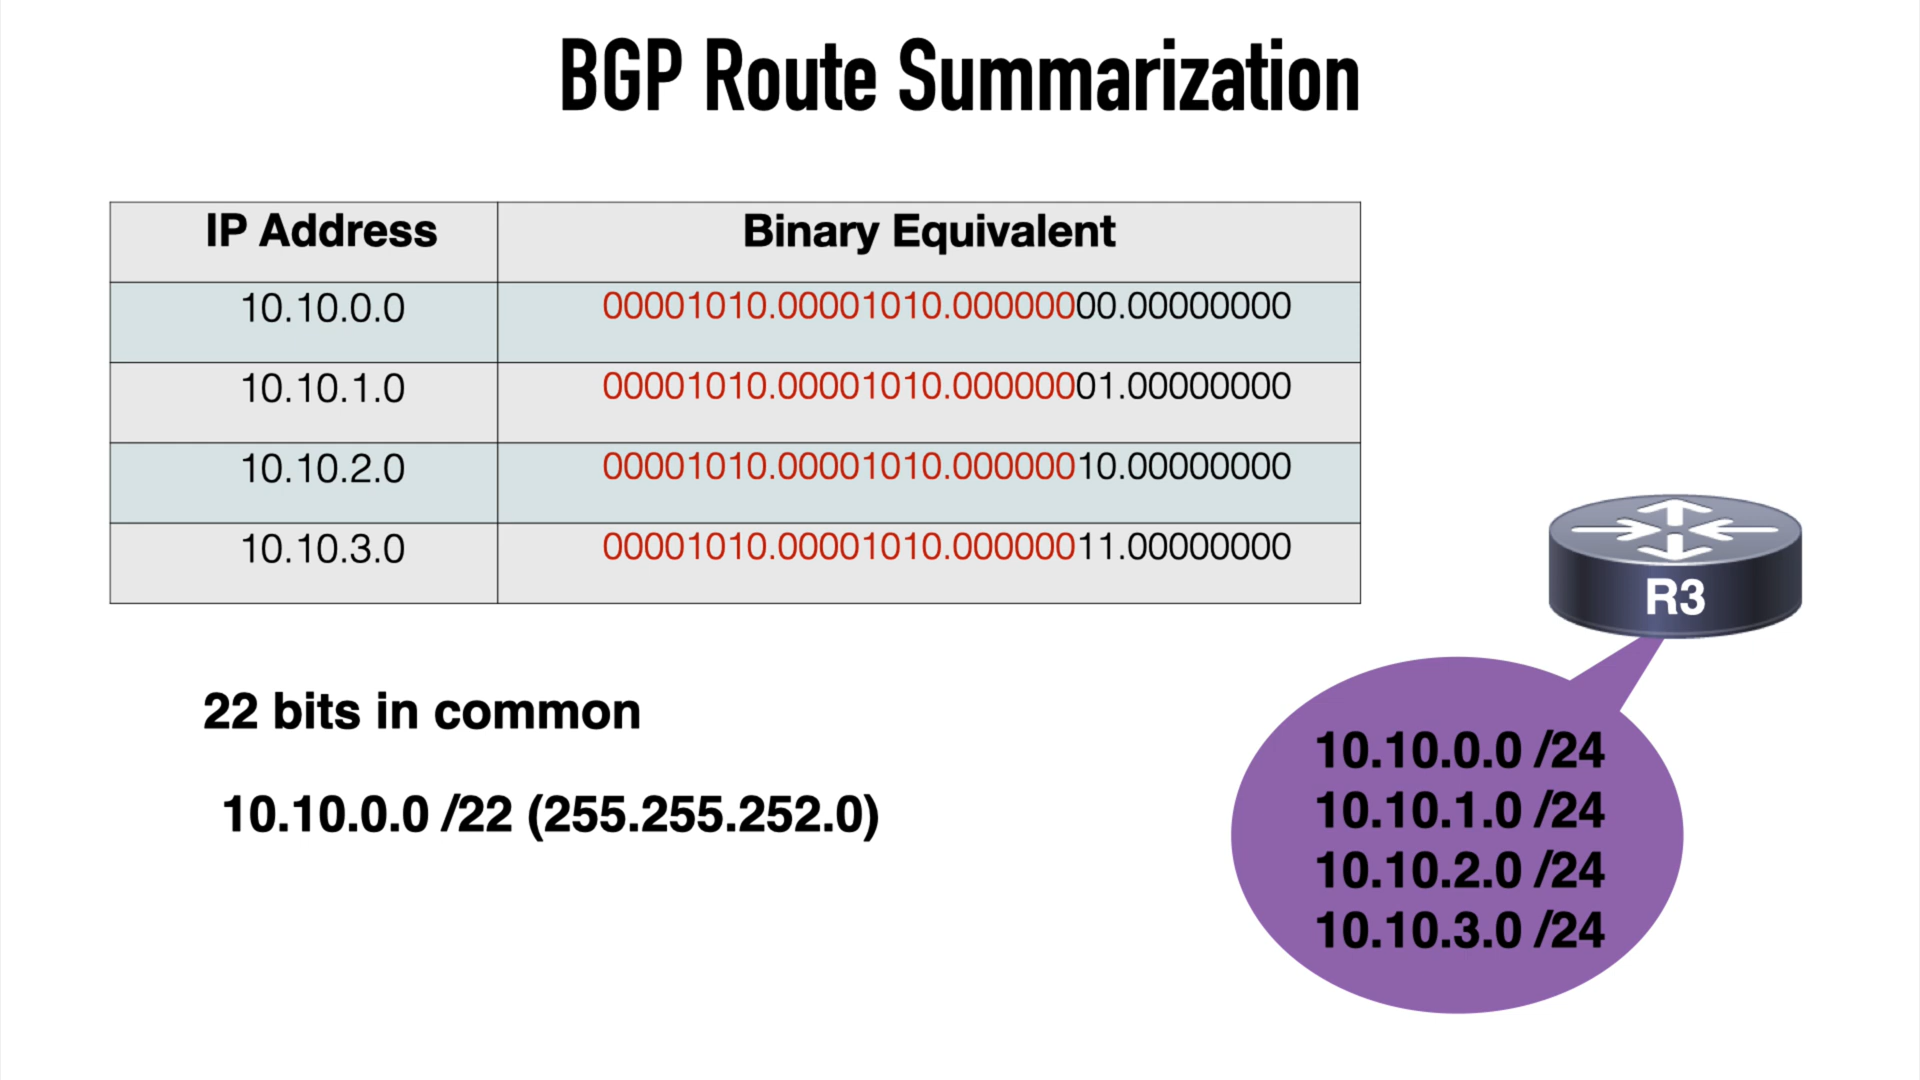 BGP Route Summarization
IP Address Binary Equivalent
10.10.0.0 00001010.00001010.00000000.00000000
10.10.1.0 00001010.00001010.00000001.00000000
10.10.2.0 00001010.00001010.00000010.00000000
10.10.3.0 00001010.00001010.00000011.00000000
22 bits in common
10.10.0.0 /22 (255.255.252.0)
R3
10.10.0.0 /24
10.10.1.0 /24
10.10.2.0 /24
10.10.3.0 /24